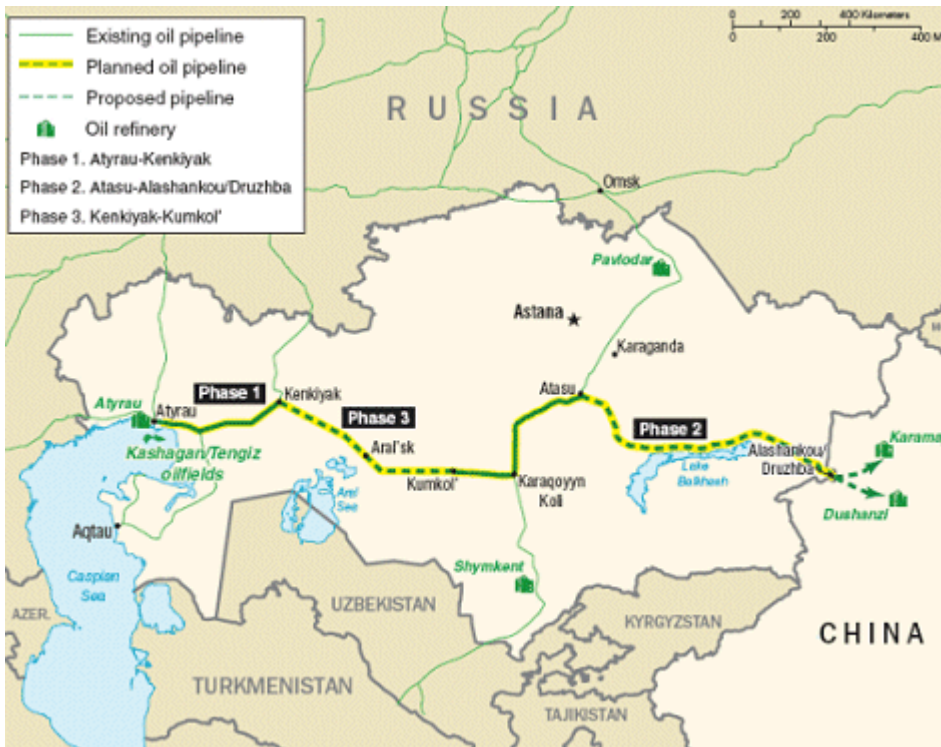 Existing oil pipeline
Planned oil pipeline
Proposed pipeline
Oil refinery
Phase 1. Atyrau-Kenkiyak
Phase 2. Atasu-Alashankou/Druzhba
Phase 3. Kenkiyak-Kumkol'
0 200 400 Kilometers
0 200 400 M
RUSSIA
Omsk
Pavlodar
Astana
Karaganda
Atasu
Phase 1
Kenkiyak
Atyrau
Atyrau
Phase 3
Phase 2
Kashagan/Tengiz
oilfields
Aral'sk
Kumkol'
Karaqoyyn
Koli
Alashankou/
Druzhba
Karama
Dushanzi
Lake
Balkhash
Aral
Sea
Aqtau
Caspian
Sea
Shymkent
AZER.
UZBEKISTAN
KYRGYZSTAN
CHINA
TURKMENISTAN
TAJIKISTAN